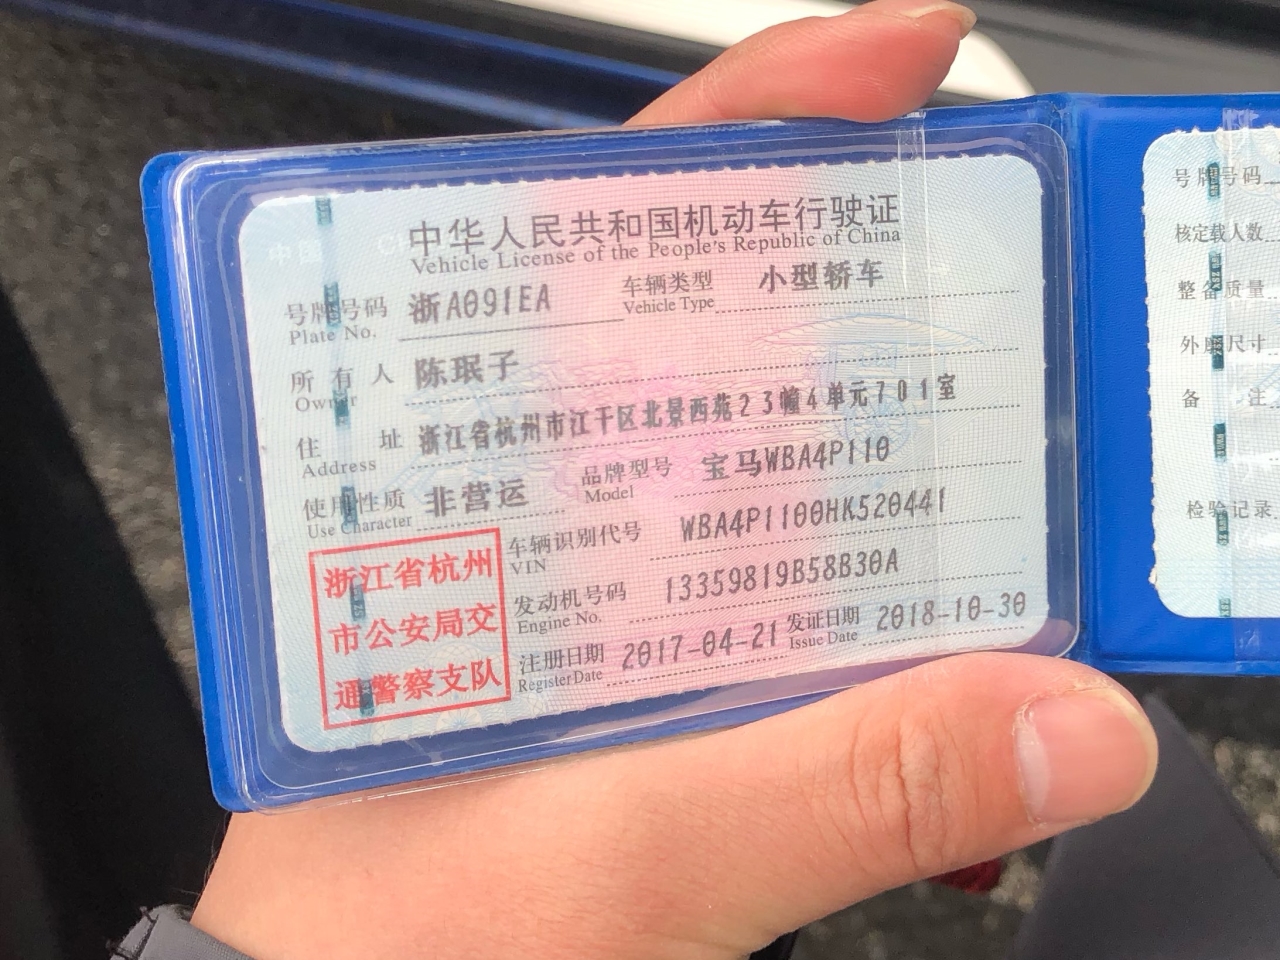 中华人民共和国机动车行驶证
Vehicle License of the People's Republic of China
号牌号码 浙A091EA 车辆类型 小型轿车
Plate No. Vehicle Type
所有人 陈珉子
Owner
住址 浙江省杭州市江干区北景西苑23幢4单元701室
Address
使用性质 非营运 品牌型号 宝马WBA4P110
Use Character Model
车辆识别代号 WBA4P1100HK520441
VIN
发动机号码 13359819B58B30A
Engine No.
注册日期 2017-04-21 发证日期 2018-10-30
Register Date Issue Date
浙江省杭州
市公安局交
通警察支队
号牌号码
核定载人数
整备质量
外廓尺寸
备注
检验记录